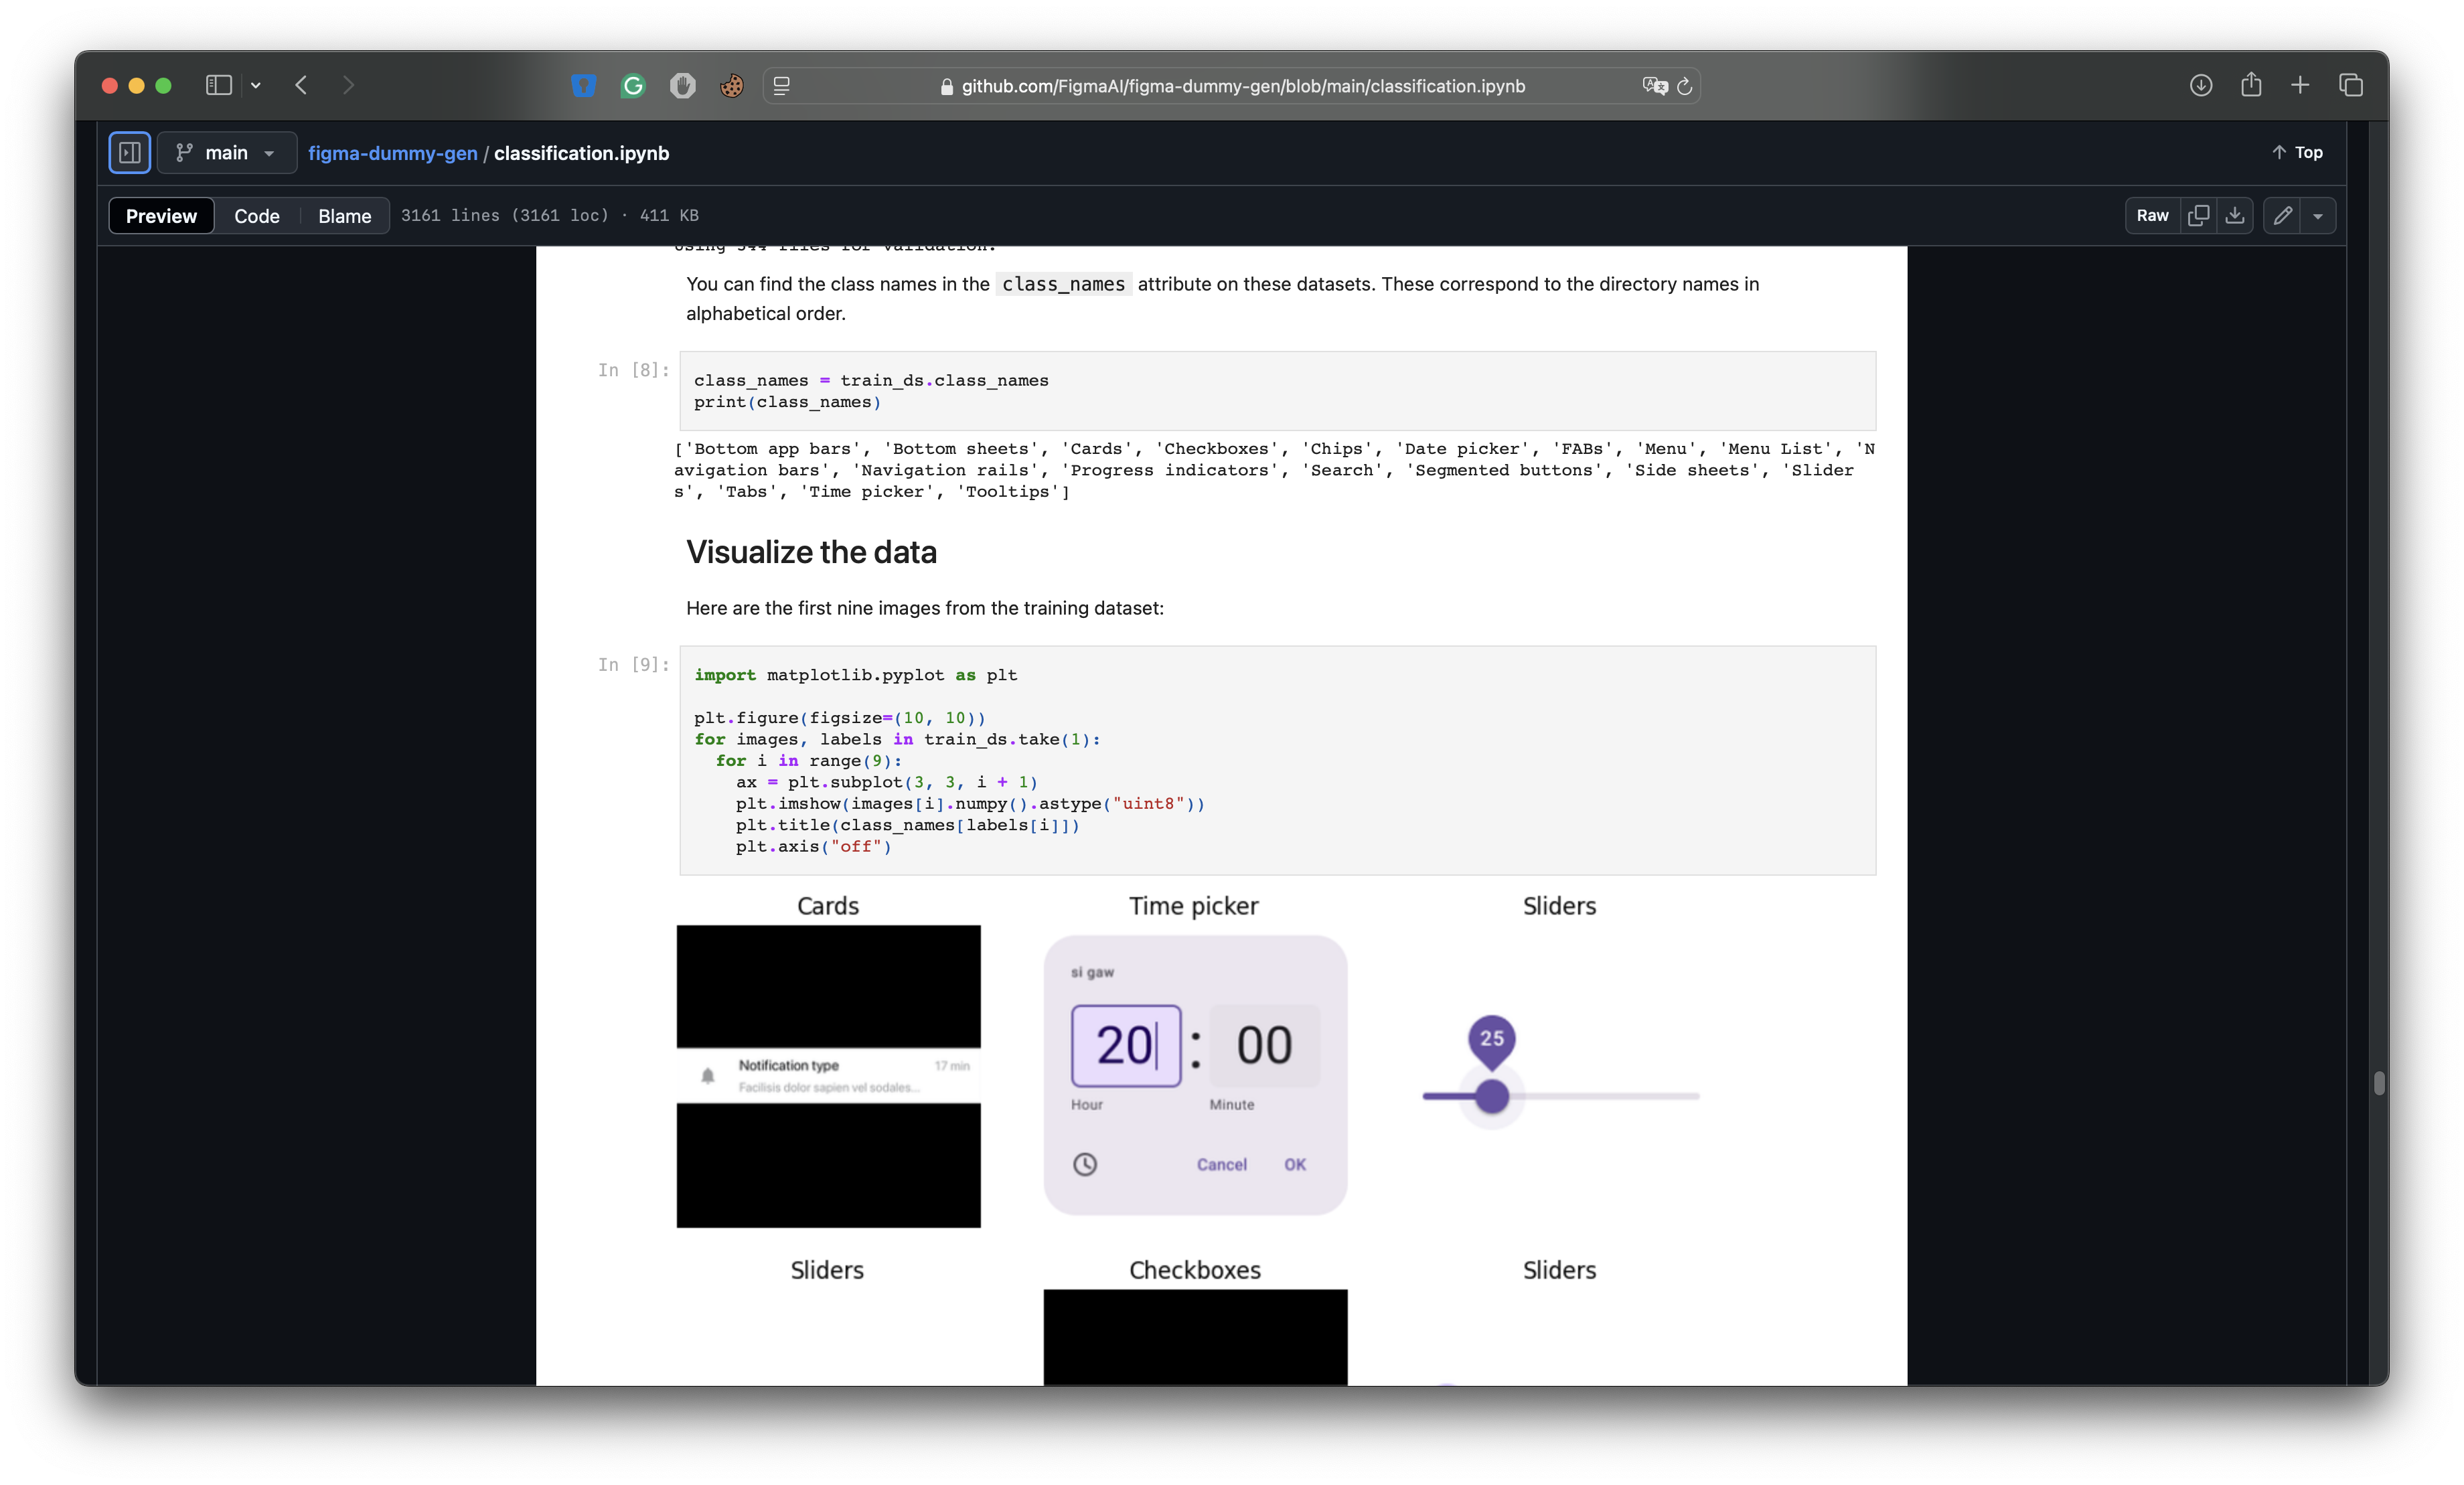 github.com/FigmaAI/figma-dummy-gen/blob/main/classification.ipynb
main
figma-dummy-gen / classification.ipynb
Top
Preview
Code
Blame
3161 lines (3161 loc) · 411 KB
Raw
You can find the class names in the class_names attribute on these datasets. These correspond to the directory names in
alphabetical order.
In [8]:
class_names = train_ds.class_names
print(class_names)
['Bottom app bars', 'Bottom sheets', 'Cards', 'Checkboxes', 'Chips', 'Date picker', 'FABs', 'Menu', 'Menu List', 'N
avigation bars', 'Navigation rails', 'Progress indicators', 'Search', 'Segmented buttons', 'Side sheets', 'Slider
s', 'Tabs', 'Time picker', 'Tooltips']
Visualize the data
Here are the first nine images from the training dataset:
In [9]:
import matplotlib.pyplot as plt
plt.figure(figsize=(10, 10))
for images, labels in train_ds.take(1):
  for i in range(9):
    ax = plt.subplot(3, 3, i + 1)
    plt.imshow(images[i].numpy().astype("uint8"))
    plt.title(class_names[labels[i]])
    plt.axis("off")
Cards
Notification type
17 min
Facilisis dolor sapien vel sodales...
Time picker
si gaw
20 : 00
Hour
Minute
Cancel
OK
Sliders
25
Sliders
Checkboxes
Sliders